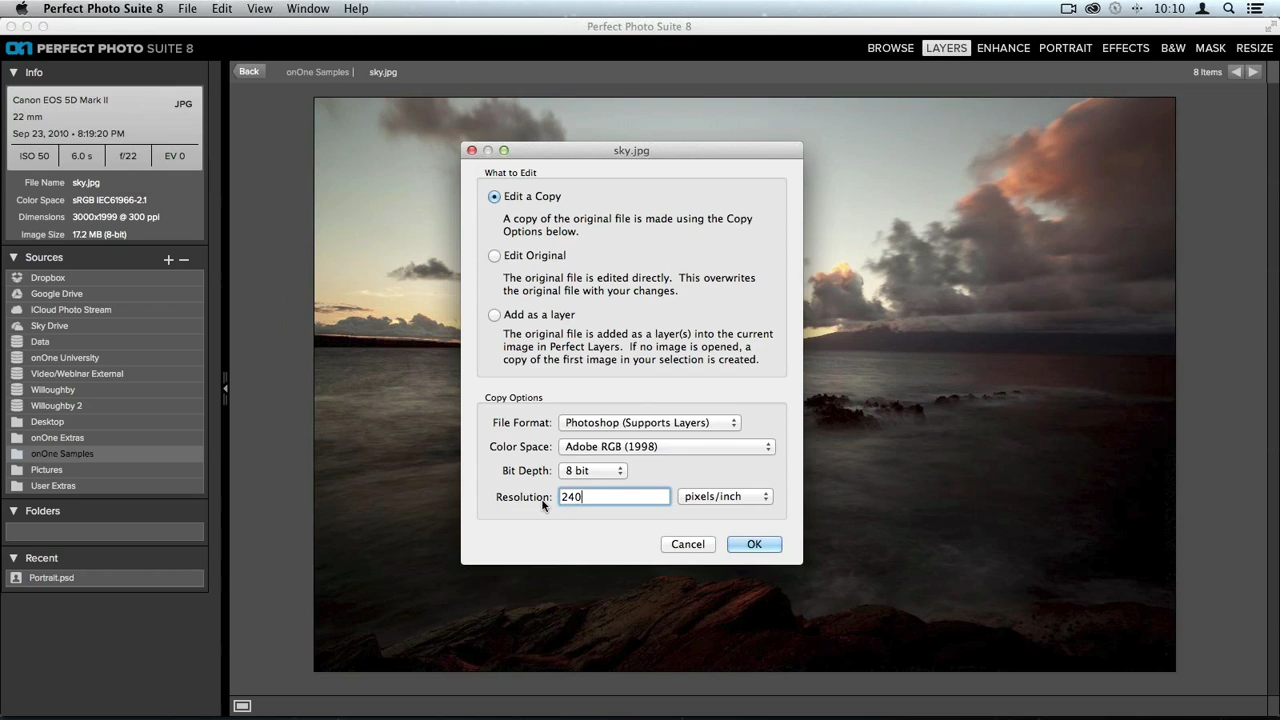 Perfect Photo Suite 8 File Edit View Window Help 10:10
Perfect Photo Suite 8
on PERFECT PHOTO SUITE 8 BROWSE LAYERS ENHANCE PORTRAIT EFFECTS B&W MASK RESIZE
Info
Back onOne Samples | sky.jpg 8 Items
Canon EOS 5D Mark II JPG
22 mm
Sep 23, 2010 • 8:19:20 PM
ISO 50 6.0 s f/22 EV 0
File Name sky.jpg
Color Space sRGB IEC61966-2.1
Dimensions 3000x1999 @ 300 ppi
Image Size 17.2 MB (8-bit)
Sources + −
Dropbox
Google Drive
iCloud Photo Stream
Sky Drive
Data
onOne University
Video/Webinar External
Willoughby
Willoughby 2
Desktop
onOne Extras
onOne Samples
Pictures
User Extras
Folders
Recent
Portrait.psd
sky.jpg
What to Edit
Edit a Copy
A copy of the original file is made using the Copy
Options below.
Edit Original
The original file is edited directly. This overwrites
the original file with your changes.
Add as a layer
The original file is added as a layer(s) into the current
image in Perfect Layers. If no image is opened, a
copy of the first image in your selection is created.
Copy Options
File Format: Photoshop (Supports Layers)
Color Space: Adobe RGB (1998)
Bit Depth: 8 bit
Resolution: 240 pixels/inch
Cancel OK